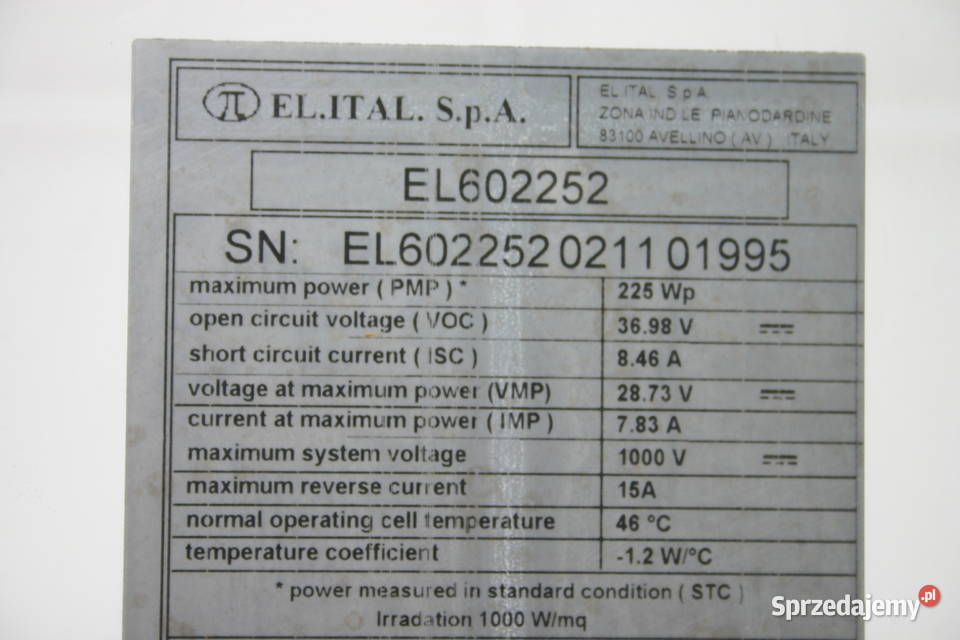 π EL.ITAL. S.p.A.
EL.ITAL. S.p.A.
ZONA IND.LE PIANODARDINE
83100 AVELLINO (AV) ITALY
EL602252
SN: EL602252 0211 01995
maximum power ( PMP ) * 225 Wp
open circuit voltage ( VOC ) 36.98 V ⎓
short circuit current ( ISC ) 8.46 A
voltage at maximum power (VMP) 28.73 V ⎓
current at maximum power ( IMP ) 7.83 A
maximum system voltage 1000 V ⎓
maximum reverse current 15A
normal operating cell temperature 46 °C
temperature coefficient -1.2 W/°C
* power measured in standard condition ( STC )
Irradation 1000 W/mq
Sprzedajemy.pl